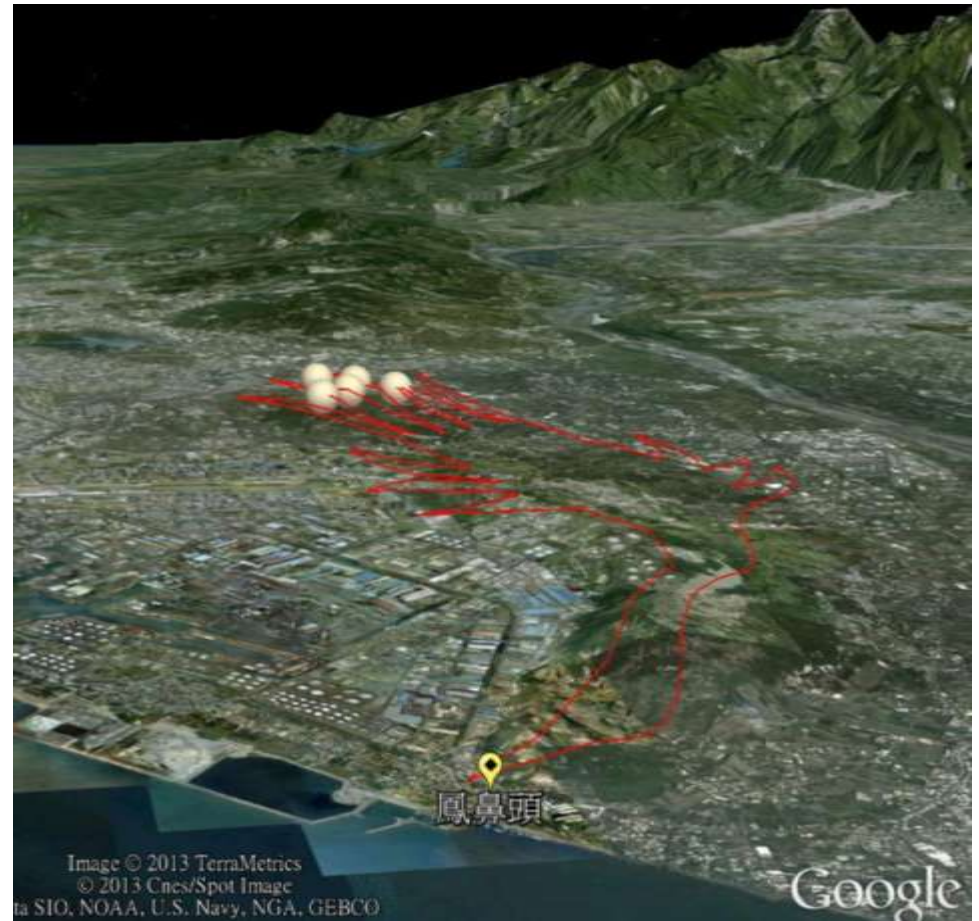 鳳鼻頭
Image © 2013 TerraMetrics
© 2013 Cnes/Spot Image
ta SIO, NOAA, U.S. Navy, NGA, GEBCO
Google